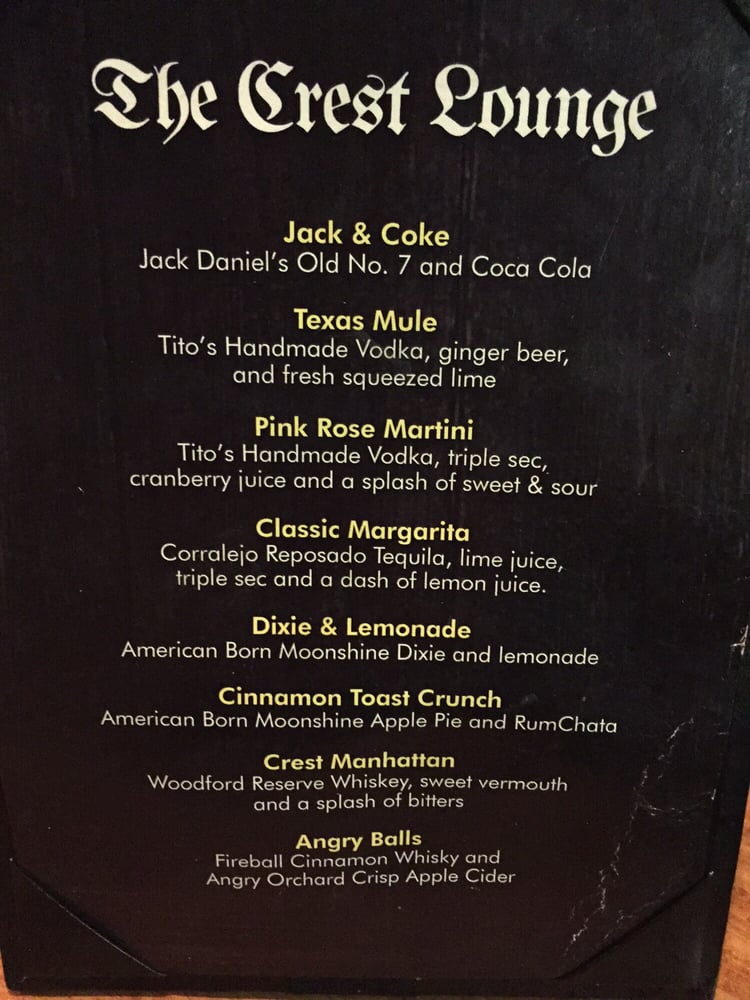 The Crest Lounge
Jack & Coke
Jack Daniel's Old No. 7 and Coca Cola
Texas Mule
Tito's Handmade Vodka, ginger beer,
and fresh squeezed lime
Pink Rose Martini
Tito's Handmade Vodka, triple sec,
cranberry juice and a splash of sweet & sour
Classic Margarita
Corralejo Reposado Tequila, lime juice,
triple sec and a dash of lemon juice.
Dixie & Lemonade
American Born Moonshine Dixie and lemonade
Cinnamon Toast Crunch
American Born Moonshine Apple Pie and RumChata
Crest Manhattan
Woodford Reserve Whiskey, sweet vermouth
and a splash of bitters
Angry Balls
Fireball Cinnamon Whisky and
Angry Orchard Crisp Apple Cider